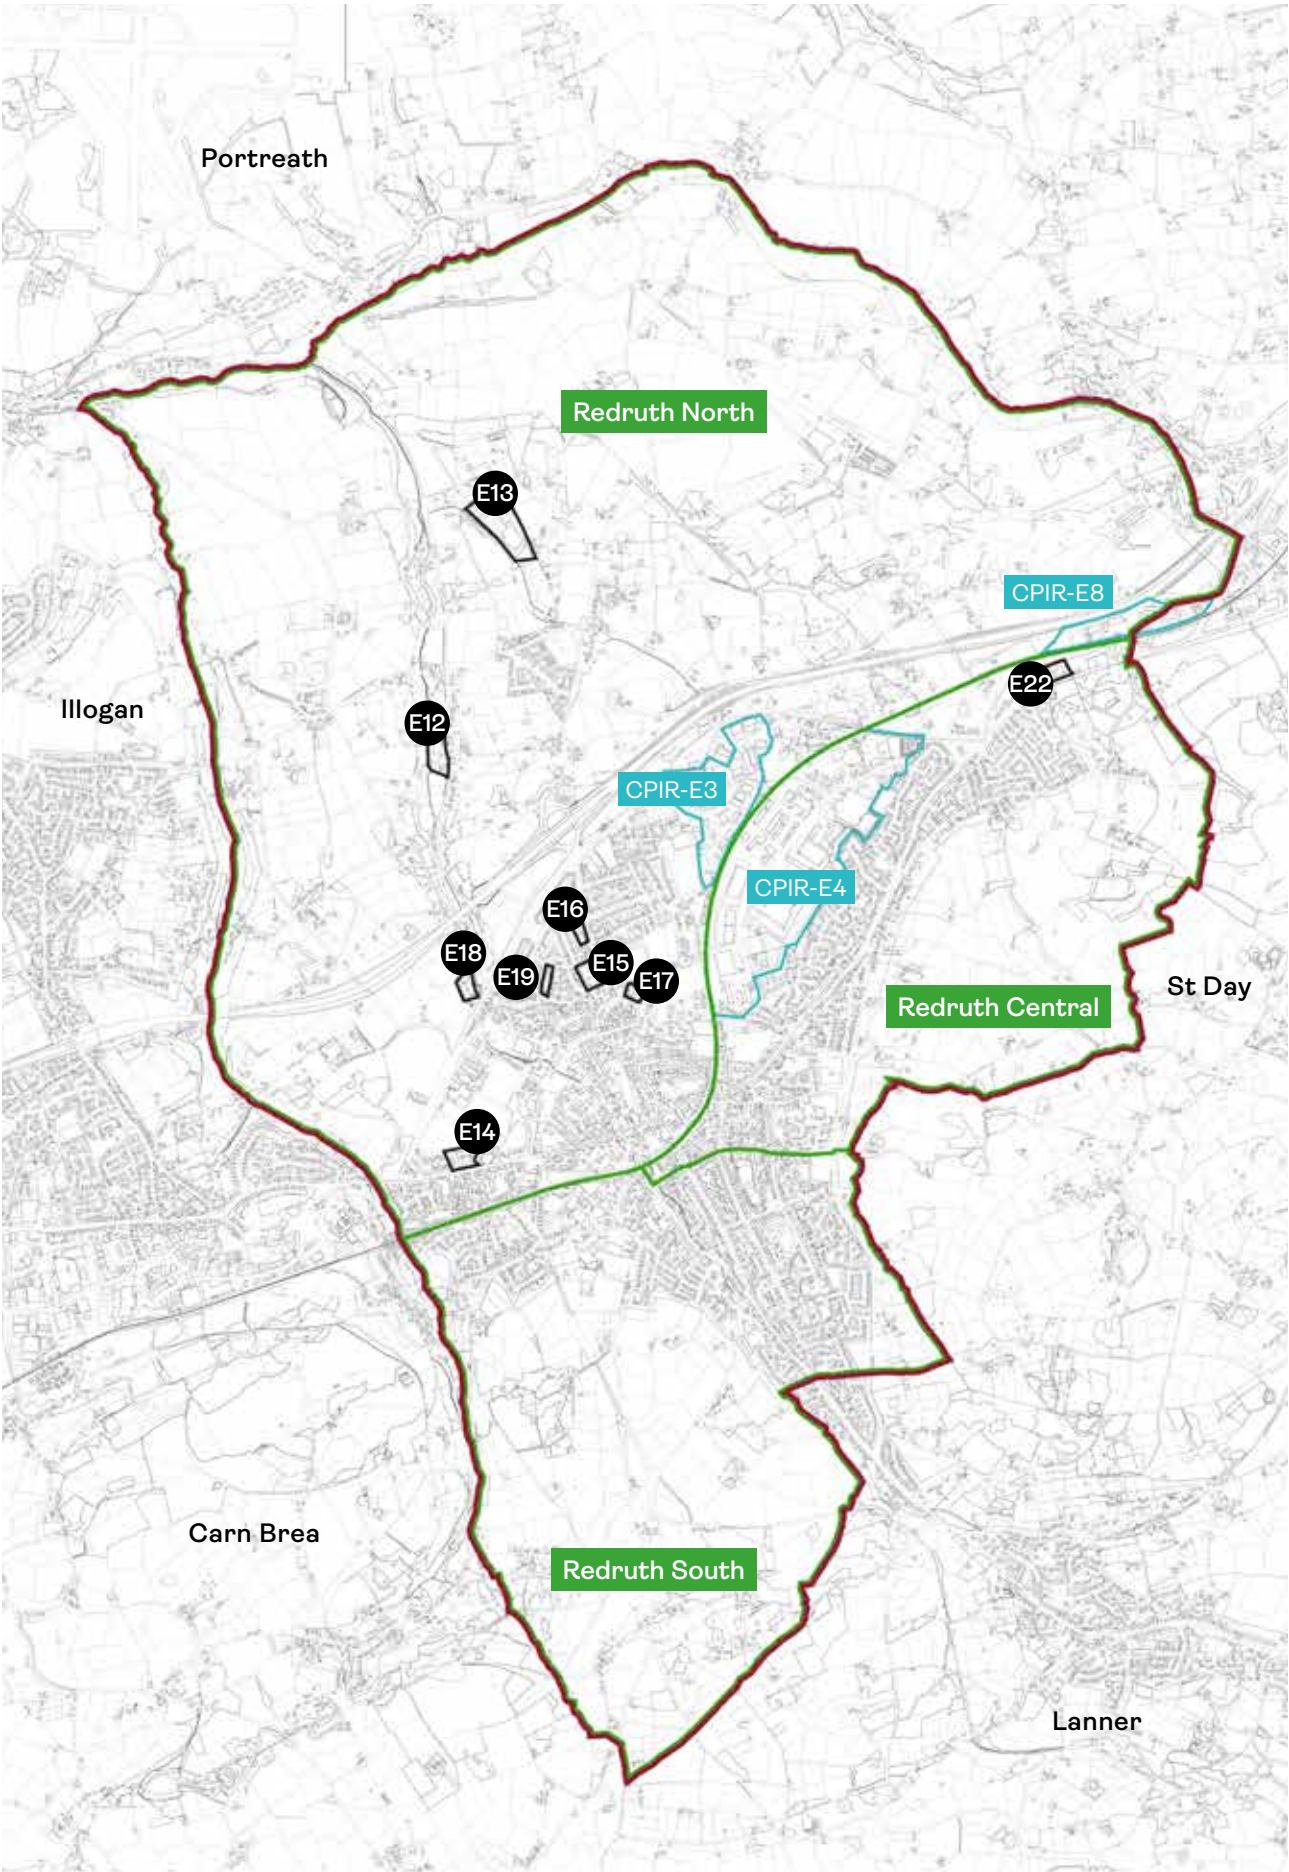 Portreath
Redruth North
E13
CPIR-E8
E22
Illogan
E12
CPIR-E3
CPIR-E4
E16
E18
E19
E15
E17
St Day
Redruth Central
E14
Carn Brea
Redruth South
Lanner